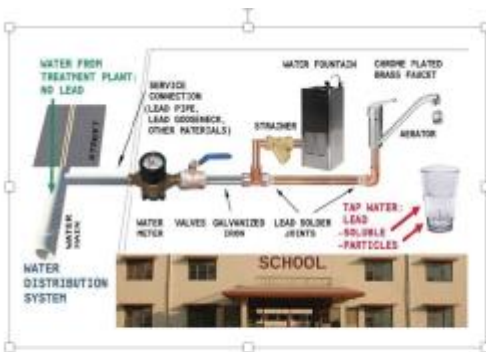 WATER FROM
TREATMENT PLANT:
NO LEAD
STREET
WATER
MAIN
WATER
DISTRIBUTION
SYSTEM
SERVICE
CONNECTION
(LEAD PIPE,
LEAD GOOSENECK,
OTHER MATERIALS)
WATER
METER
VALVES
GALVANIZED
IRON
STRAINER
WATER FOUNTAIN
LEAD SOLDER
JOINTS
CHROME PLATED
BRASS FAUCET
AERATOR
TAP WATER:
LEAD
-SOLUBLE
-PARTICLES
SCHOOL